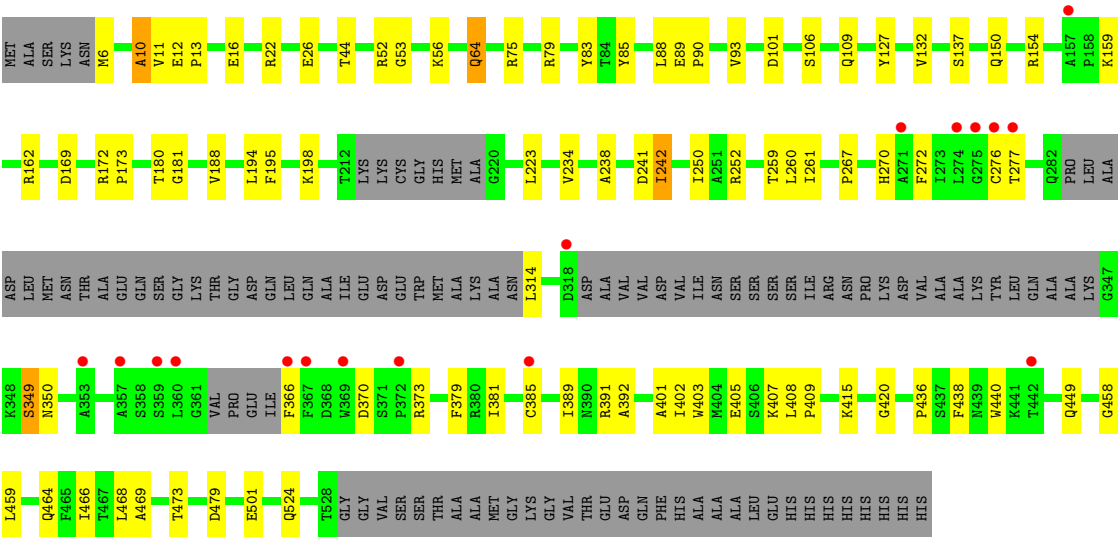 MET ALA SER LYS ASN M6 A10 V11 E12 P13 E16 R22 E26 T44 R52 G53 K56 Q64 R75 R79 Y83 T84 Y85 L88 E89 P90 V93 D101 S106 Q109 Y127 V132 S137 Q150 R154 A157 P158 K159
R162 D169 R172 P173 T180 G181 V188 L194 F195 K198 T212 LYS LYS CYS GLY HIS MET ALA G220 L223 V234 A238 D241 I242 I250 A251 R252 T259 L260 I261 P267 H270 A271 F272 I273 L274 G275 C276 T277 Q282 PRO LEU ALA
ASP LEU MET ASN THR ALA GLU GLN SER GLY LYS THR GLY ASP GLN LEU GLN ALA ILE GLU ASP GLU TRP MET ALA LYS ALA ASN L314 D318 ASP ALA VAL VAL ASP VAL ILE ASN SER SER SER SER ILE ARG ASN PRO LYS ASP VAL ALA ALA LYS TYR LEU GLN ALA ALA LYS G347
K348 S349 N350 A353 A357 S358 S359 L360 G361 VAL PRO GLU ILE F366 F367 D368 W369 D370 S371 P372 R373 F379 R380 I381 C385 I389 N390 R391 A392 A401 I402 W403 M404 E405 S406 K407 L408 P409 K415 G420 P436 S437 F438 N439 W440 K441 T442 Q449 G458
L459 Q464 F465 I466 T467 L468 A469 T473 D479 E501 Q524 T528 GLY GLY VAL SER SER THR ALA ALA MET GLY LYS GLY VAL THR GLU ASP GLN PHE HIS ALA ALA ALA LEU GLU HIS HIS HIS HIS HIS HIS HIS HIS